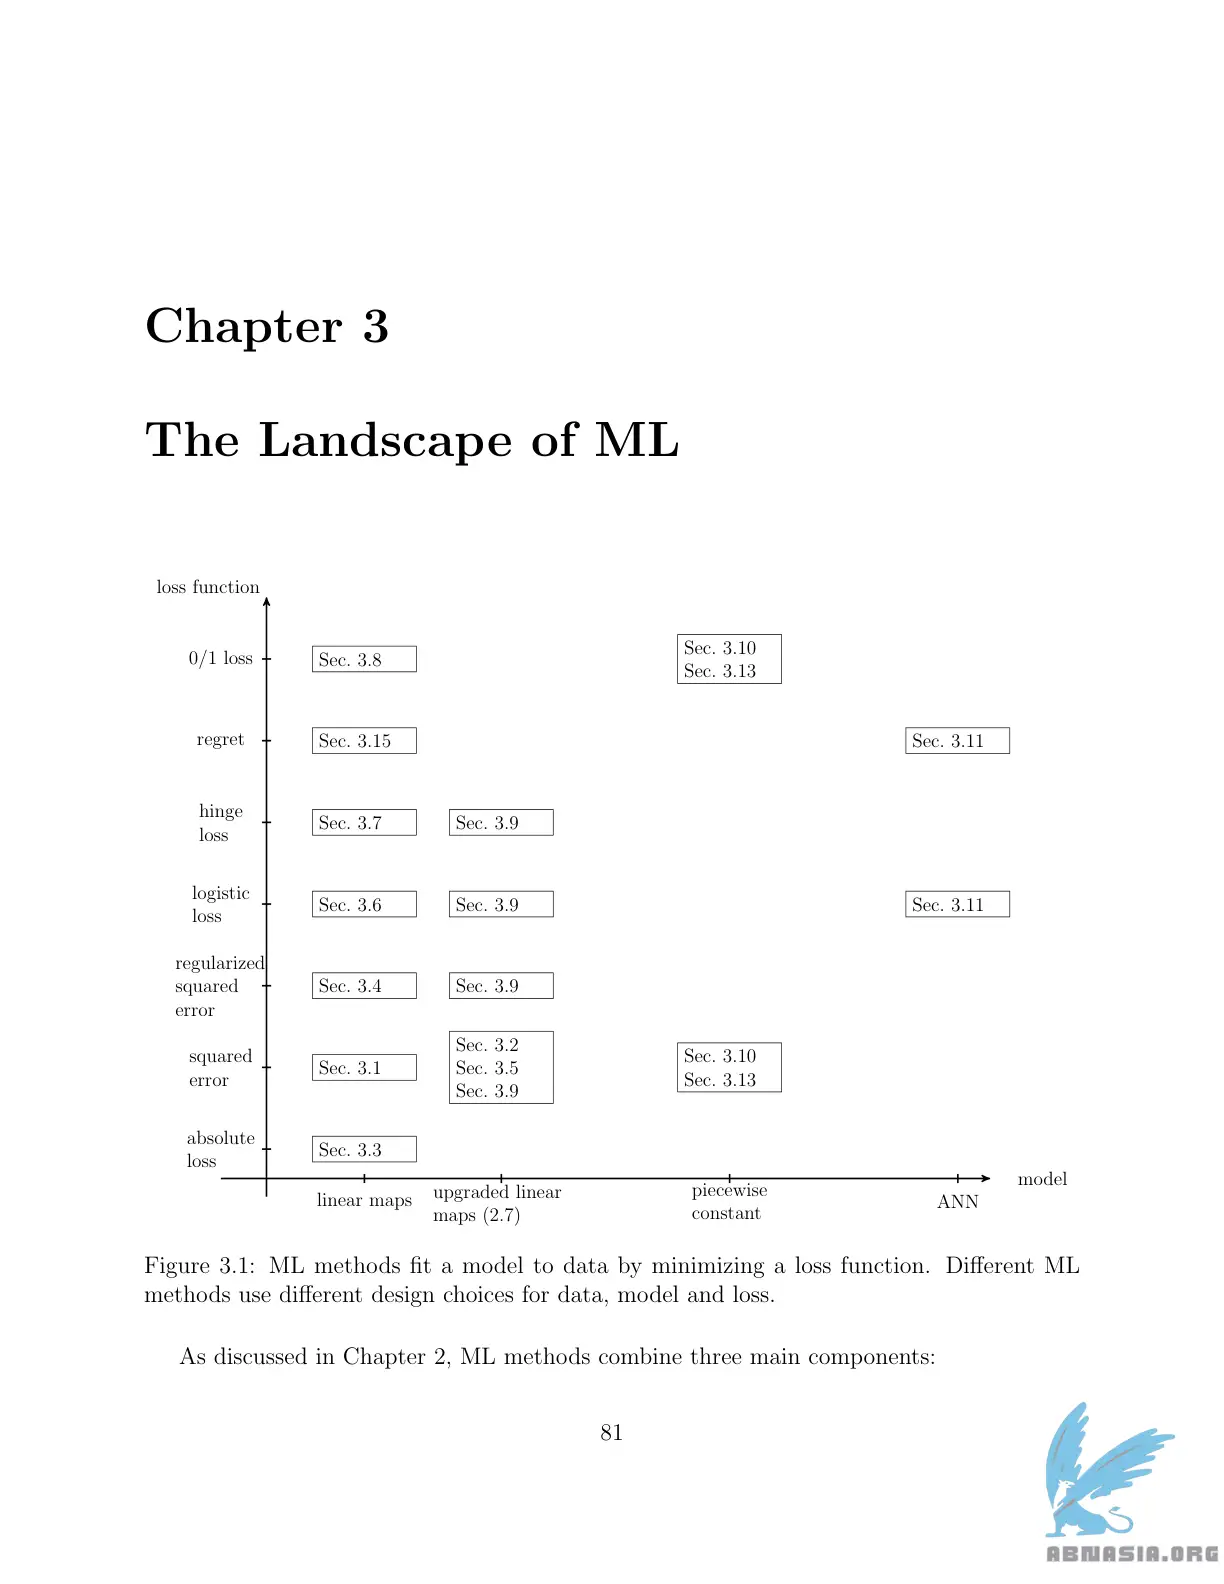 Chapter 3
The Landscape of ML
loss function
0/1 loss
Sec. 3.8
Sec. 3.10
Sec. 3.13
regret
Sec. 3.15
Sec. 3.11
hinge
loss
Sec. 3.7
Sec. 3.9
logistic
loss
Sec. 3.6
Sec. 3.9
Sec. 3.11
regularized
squared
error
Sec. 3.4
Sec. 3.9
squared
error
Sec. 3.1
Sec. 3.2
Sec. 3.5
Sec. 3.9
Sec. 3.10
Sec. 3.13
absolute
loss
Sec. 3.3
model
linear maps
upgraded linear
maps (2.7)
piecewise
constant
ANN
Figure 3.1: ML methods fit a model to data by minimizing a loss function. Different ML
methods use different design choices for data, model and loss.
As discussed in Chapter 2, ML methods combine three main components:
81
ABNASIA.ORG